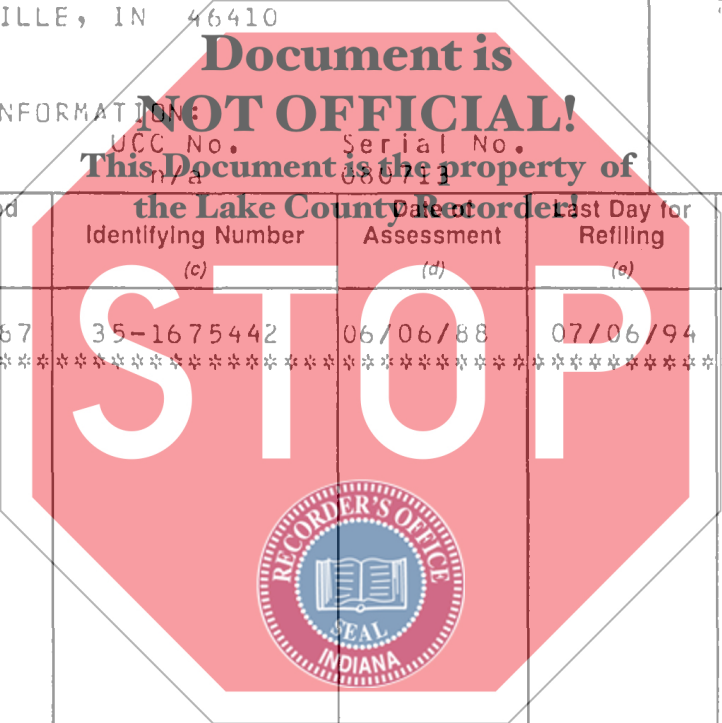 ILLE, IN 46410
Document is
NFORMATION:
NOT OFFICIAL!
UCC No. Serial No.
This Document is the property of
n/a 080713
the Lake County Recorder!
Identifying Number
(c)
Date of
Assessment
(d)
Last Day for
Refiling
(e)
87 35-1675442 06/06/88 07/06/94
STOP
RECORDER'S OFFICE
SEAL
INDIANA